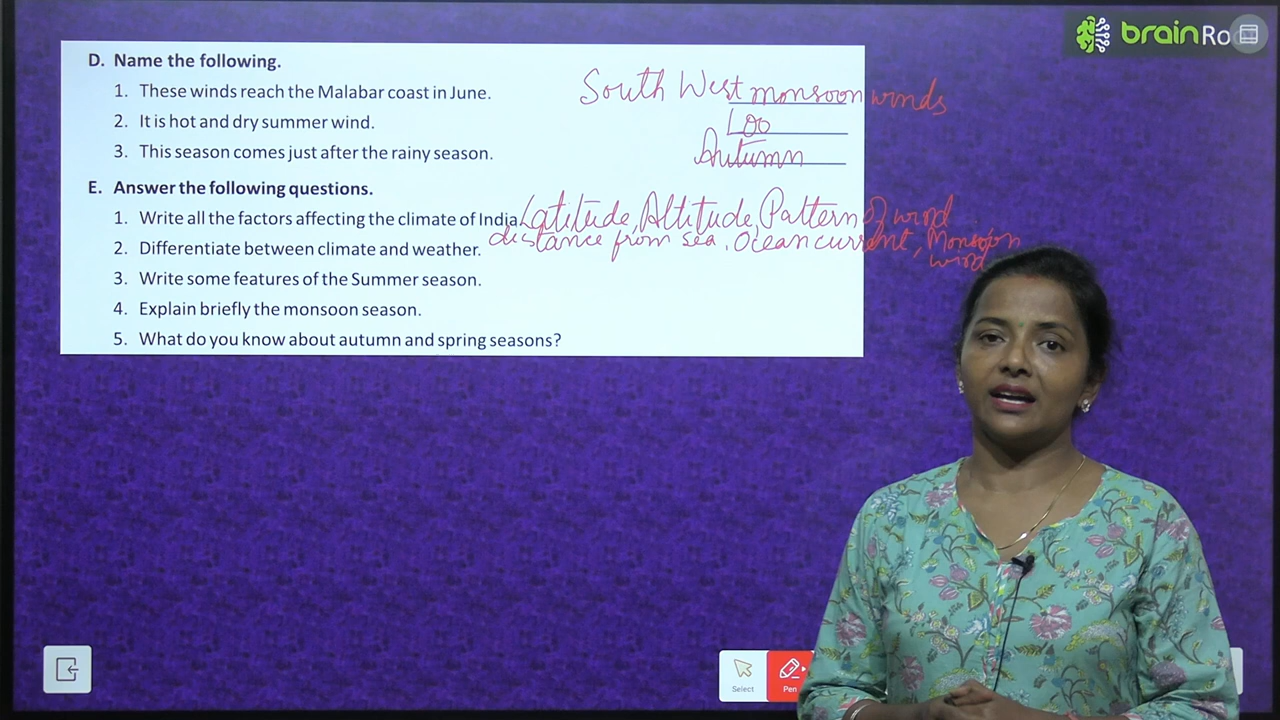 brainRo
D. Name the following.
1. These winds reach the Malabar coast in June. South West monsoon winds
2. It is hot and dry summer wind. Loo
3. This season comes just after the rainy season. Autumn
E. Answer the following questions.
1. Write all the factors affecting the climate of India. Latitude, Altitude, Pattern of wind
distance from sea, Ocean current, Monsoon
wind
2. Differentiate between climate and weather.
3. Write some features of the Summer season.
4. Explain briefly the monsoon season.
5. What do you know about autumn and spring seasons?
Select
Pen